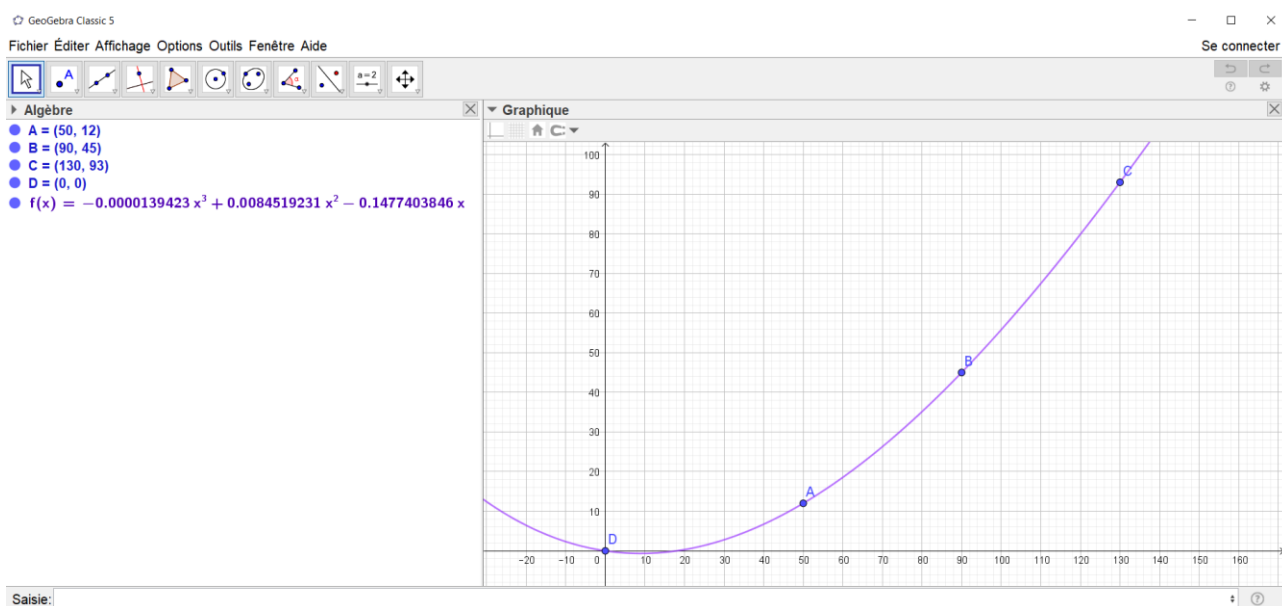 GeoGebra Classic 5
Fichier Éditer Affichage Options Outils Fenêtre Aide
Se connecter
A
a=2
Algèbre
Graphique
A = (50, 12)
B = (90, 45)
C = (130, 93)
D = (0, 0)
f(x) = −0.0000139423 x³ + 0.0084519231 x² − 0.1477403846 x
100
90
80
70
60
50
40
30
20
10
C
B
A
D
−20 −10 0 10 20 30 40 50 60 70 80 90 100 110 120 130 140 150 160
Saisie: